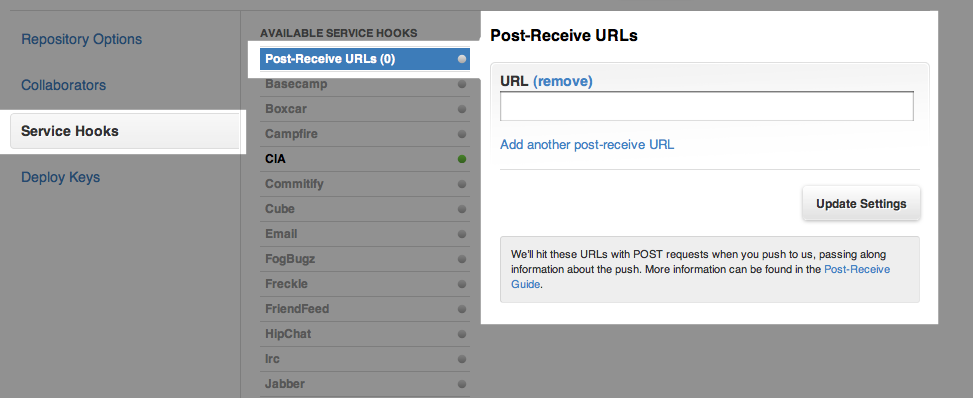 Repository Options
Collaborators
Service Hooks
Deploy Keys
AVAILABLE SERVICE HOOKS
Post-Receive URLs (0)
Basecamp
Boxcar
Campfire
CIA
Commitify
Cube
Email
FogBugz
Freckle
FriendFeed
HipChat
Irc
Jabber
Post-Receive URLs
URL (remove)
Add another post-receive URL
Update Settings
We'll hit these URLs with POST requests when you push to us, passing along
information about the push. More information can be found in the Post-Receive
Guide.